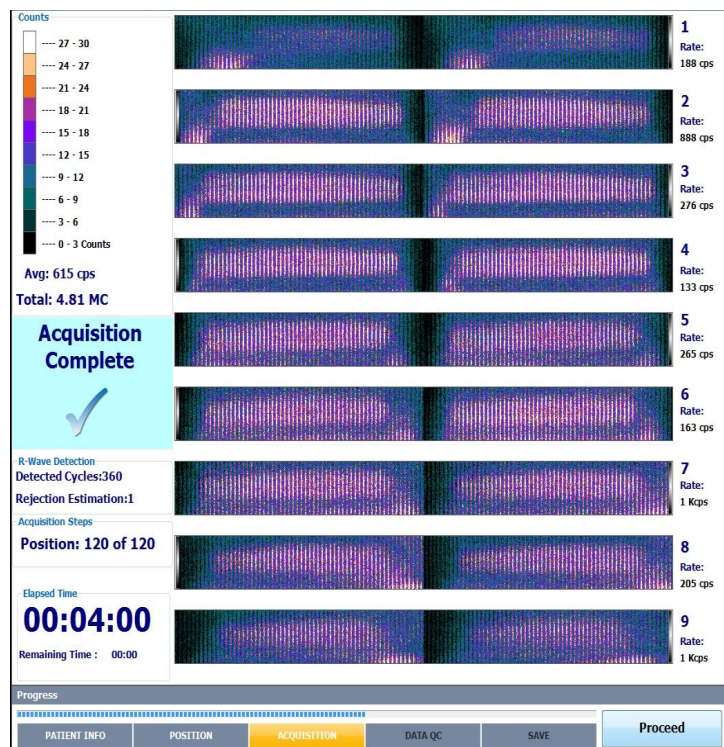 Counts
---- 27 - 30
---- 24 - 27
---- 21 - 24
---- 18 - 21
---- 15 - 18
---- 12 - 15
---- 9 - 12
---- 6 - 9
---- 3 - 6
---- 0 - 3 Counts
Avg: 615 cps
Total: 4.81 MC
Acquisition
Complete
R-Wave Detection
Detected Cycles:360
Rejection Estimation:1
Acquisition Steps
Position: 120 of 120
Elapsed Time
00:04:00
Remaining Time : 00:00
1
Rate:
188 cps
2
Rate:
888 cps
3
Rate:
276 cps
4
Rate:
133 cps
5
Rate:
265 cps
6
Rate:
163 cps
7
Rate:
1 Kcps
8
Rate:
205 cps
9
Rate:
1 Kcps
Progress
PATIENT INFO POSITION ACQUISITION DATA QC SAVE Proceed